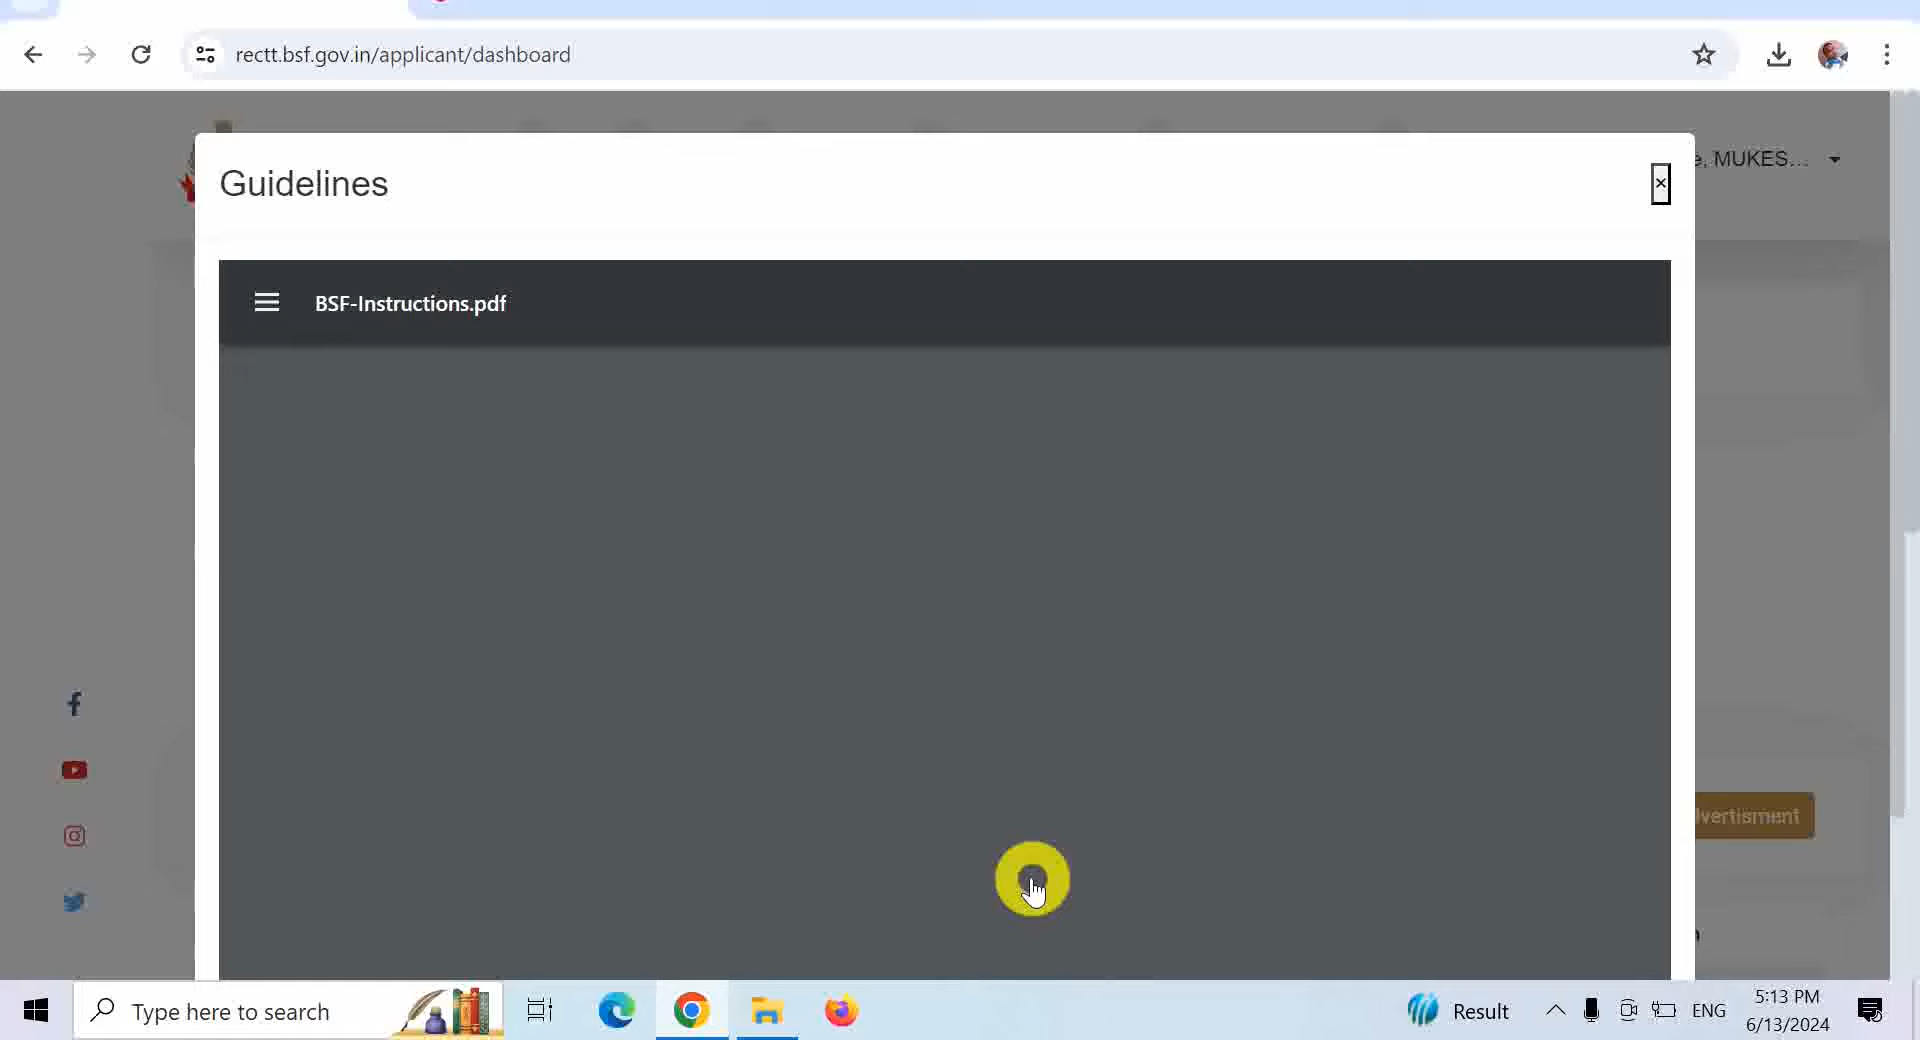 rectt.bsf.gov.in/applicant/dashboard
e, MUKES...
Guidelines
×
BSF-Instructions.pdf
vertisment
Type here to search
Result
ENG
5:13 PM
6/13/2024